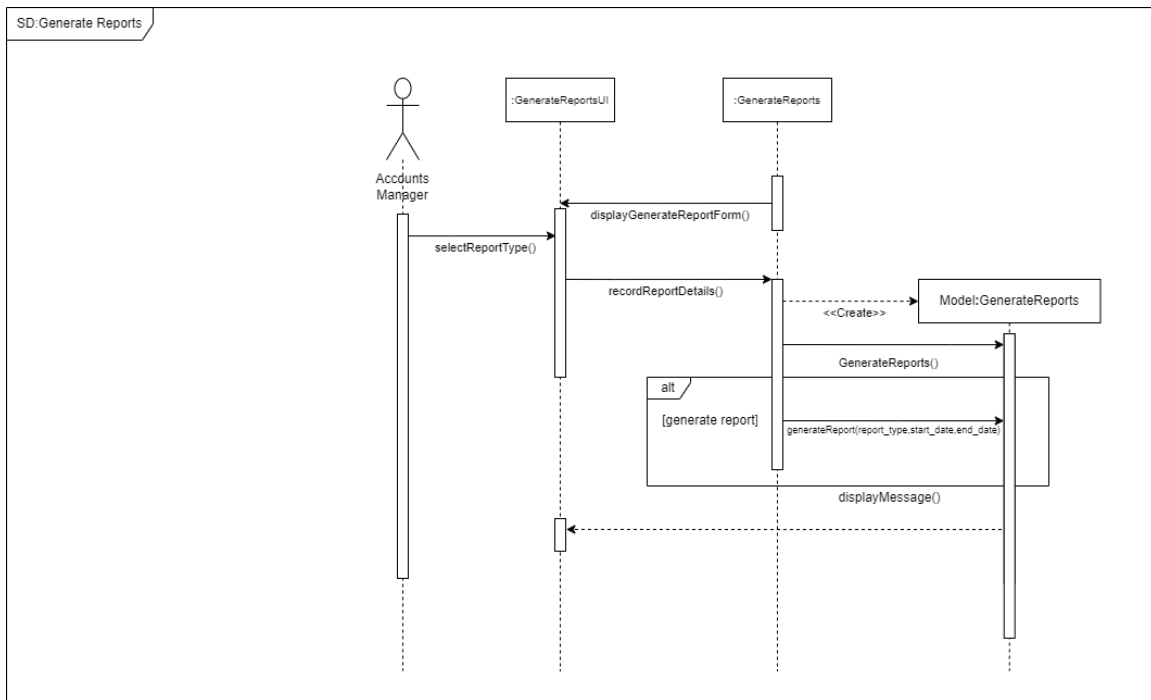 SD:Generate Reports
:GenerateReportsUI
:GenerateReports
Accounts
Manager
displayGenerateReportForm()
selectReportType()
recordReportDetails()
Model:GenerateReports
<<Create>>
GenerateReports()
alt
[generate report]
generateReport(report_type,start_date,end_date)
displayMessage()